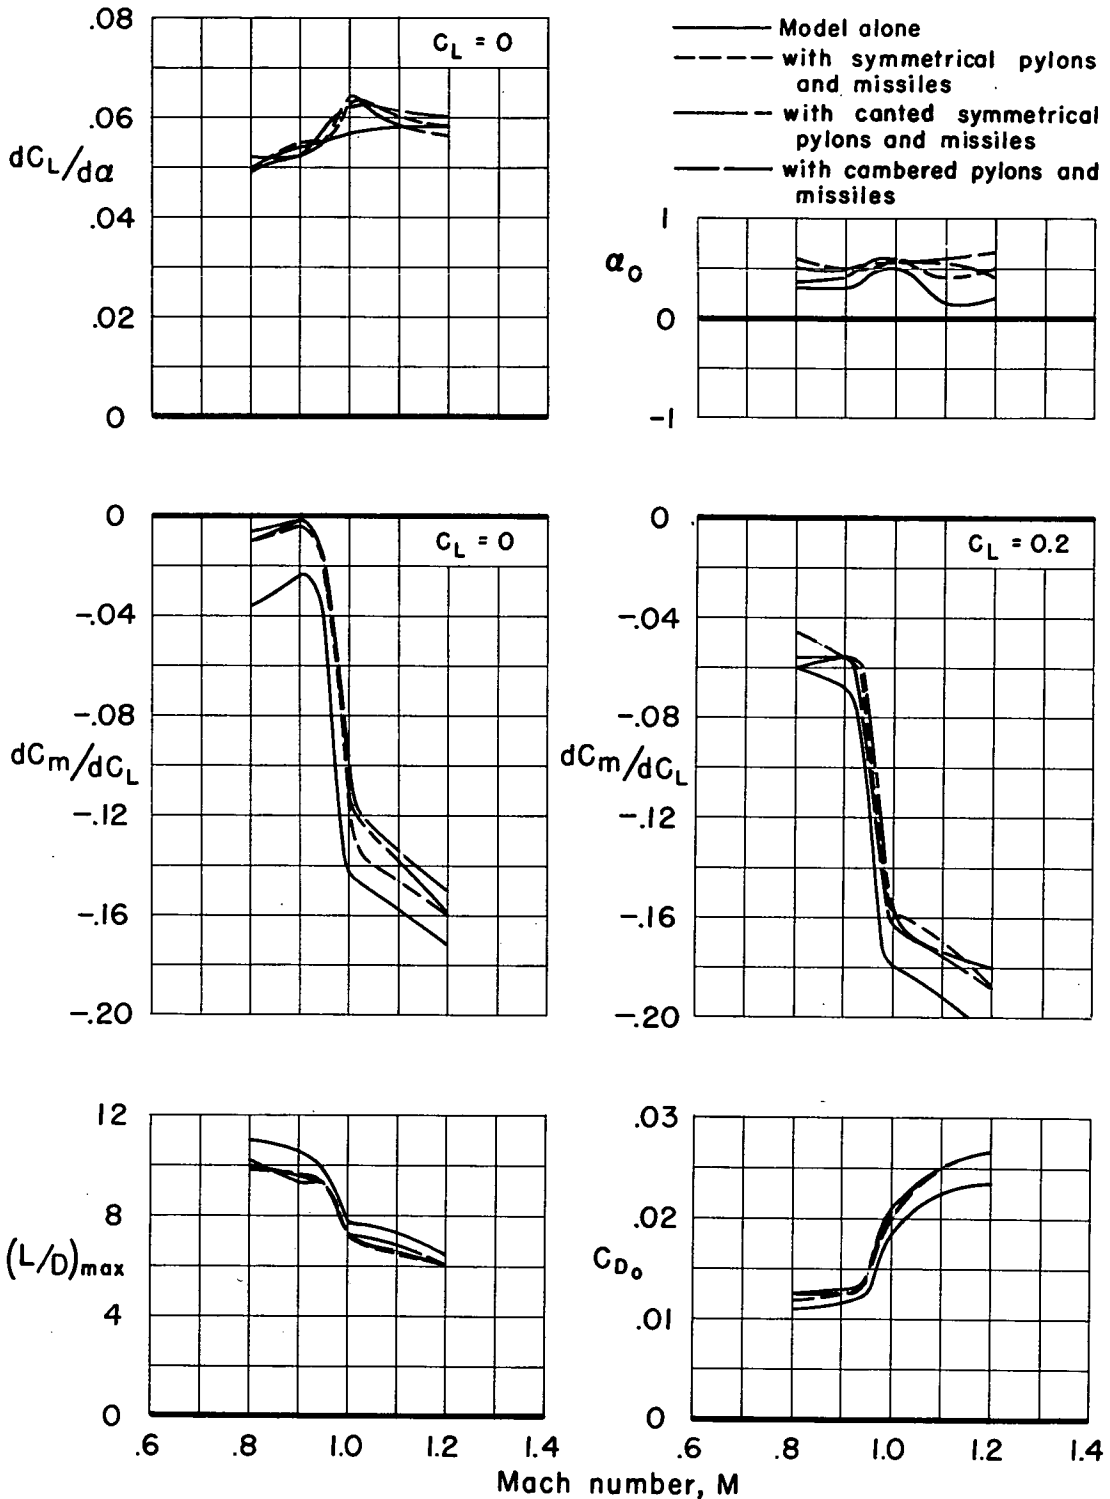 .08
.06
.04
.02
0
dC_L/dα
C_L = 0
Model alone
with symmetrical pylons
and missiles
with canted symmetrical
pylons and missiles
with cambered pylons and
missiles
1
0
-1
α_o
0
-.04
-.08
-.12
-.16
-.20
dC_m/dC_L
C_L = 0
0
-.04
-.08
-.12
-.16
-.20
dC_m/dC_L
C_L = 0.2
12
8
4
0
(L/D)_max
.6 .8 1.0 1.2 1.4
.03
.02
.01
0
C_Do
.6 .8 1.0 1.2 1.4
Mach number, M